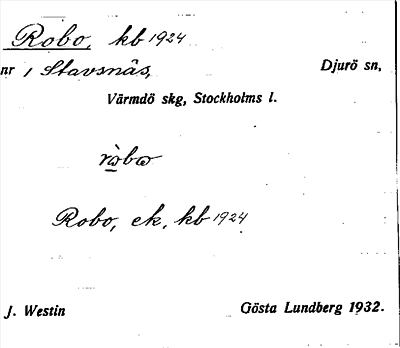 Robo, kb 1924
nr 1 Stavsnäs, Djurö sn,
Värmdö skg, Stockholms l.
ròbω
Robo, ek, kb 1924
J. Westin Gösta Lundberg 1932.